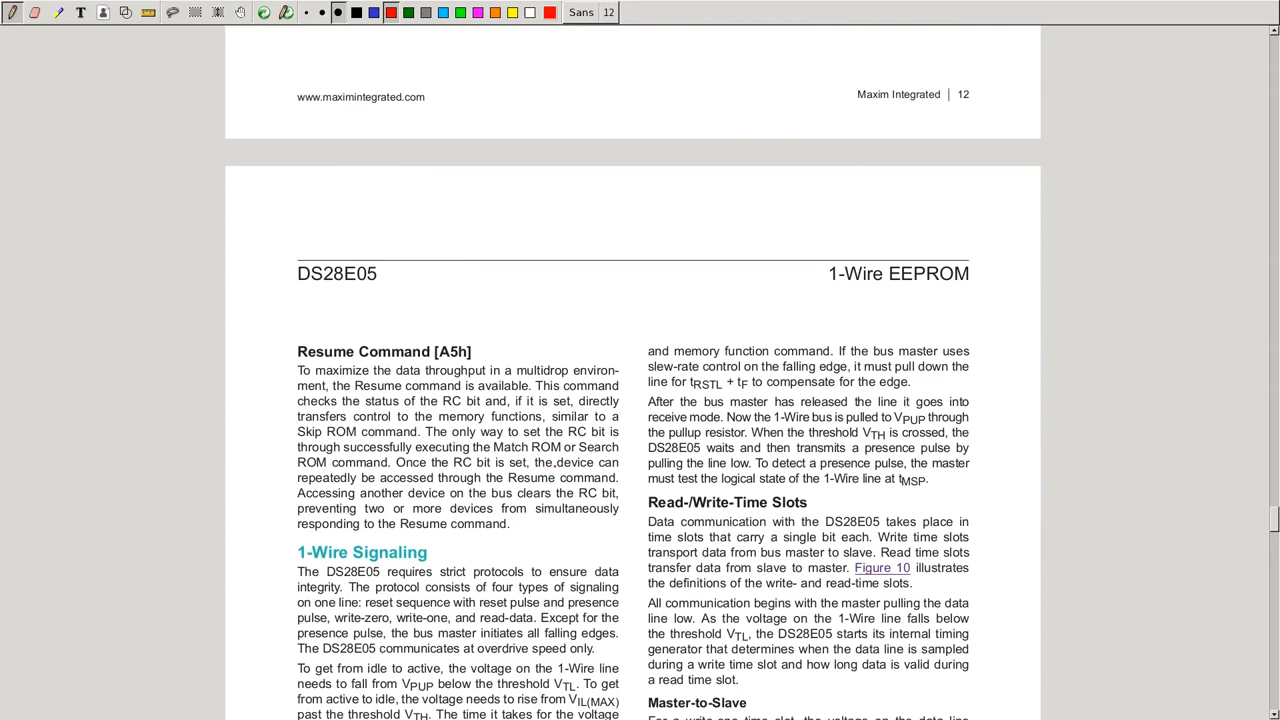 Sans 12
www.maximintegrated.com
Maxim Integrated | 12
DS28E05
1-Wire EEPROM
Resume Command [A5h]
To maximize the data throughput in a multidrop environ-
ment, the Resume command is available. This command
checks the status of the RC bit and, if it is set, directly
transfers control to the memory functions, similar to a
Skip ROM command. The only way to set the RC bit is
through successfully executing the Match ROM or Search
ROM command. Once the RC bit is set, the device can
repeatedly be accessed through the Resume command.
Accessing another device on the bus clears the RC bit,
preventing two or more devices from simultaneously
responding to the Resume command.
1-Wire Signaling
The DS28E05 requires strict protocols to ensure data
integrity. The protocol consists of four types of signaling
on one line: reset sequence with reset pulse and presence
pulse, write-zero, write-one, and read-data. Except for the
presence pulse, the bus master initiates all falling edges.
The DS28E05 communicates at overdrive speed only.
To get from idle to active, the voltage on the 1-Wire line
needs to fall from VPUP below the threshold VTL. To get
from active to idle, the voltage needs to rise from VIL(MAX)
past the threshold VTH. The time it takes for the voltage
and memory function command. If the bus master uses
slew-rate control on the falling edge, it must pull down the
line for tRSTL + tF to compensate for the edge.
After the bus master has released the line it goes into
receive mode. Now the 1-Wire bus is pulled to VPUP through
the pullup resistor. When the threshold VTH is crossed, the
DS28E05 waits and then transmits a presence pulse by
pulling the line low. To detect a presence pulse, the master
must test the logical state of the 1-Wire line at tMSP.
Read-/Write-Time Slots
Data communication with the DS28E05 takes place in
time slots that carry a single bit each. Write time slots
transport data from bus master to slave. Read time slots
transfer data from slave to master. Figure 10 illustrates
the definitions of the write- and read-time slots.
All communication begins with the master pulling the data
line low. As the voltage on the 1-Wire line falls below
the threshold VTL, the DS28E05 starts its internal timing
generator that determines when the data line is sampled
during a write time slot and how long data is valid during
a read time slot.
Master-to-Slave
For a write-one time slot, the voltage on the data line